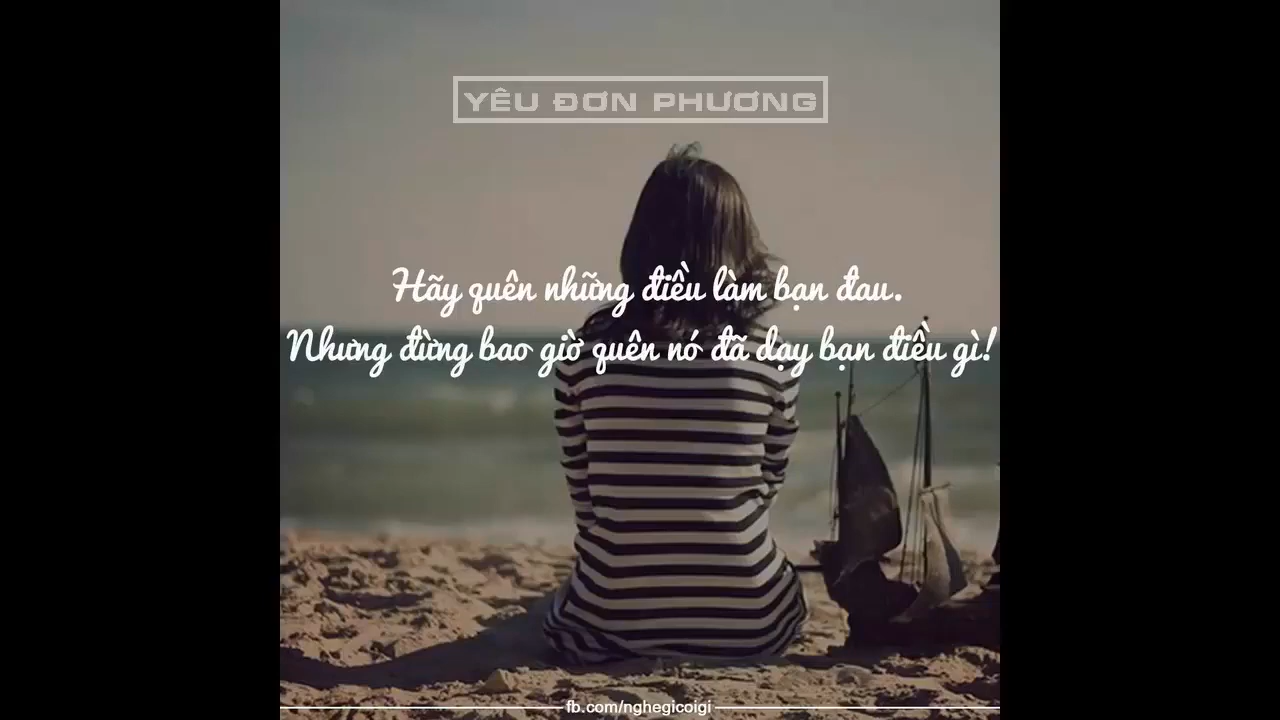 YÊU ĐƠN PHƯƠNG
Hãy quên những điều làm bạn đau.
Nhưng đừng bao giờ quên nó đã dạy bạn điều gì!
fb.com/nghegicoigi